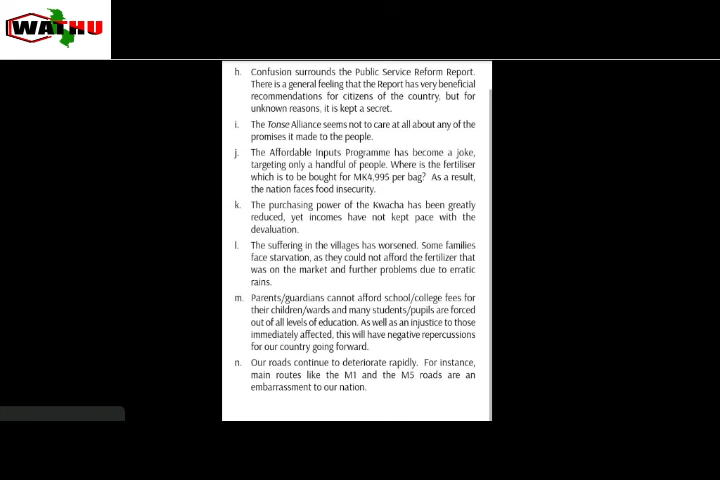 WATHU
h. Confusion surrounds the Public Service Reform Report.
There is a general feeling that the Report has very beneficial
recommendations for citizens of the country, but for
unknown reasons, it is kept a secret.
i. The Tonse Alliance seems not to care at all about any of the
promises it made to the people.
j. The Affordable Inputs Programme has become a joke,
targeting only a handful of people. Where is the fertiliser
which is to be bought for MK4,995 per bag? As a result,
the nation faces food insecurity.
k. The purchasing power of the Kwacha has been greatly
reduced, yet incomes have not kept pace with the
devaluation.
l. The suffering in the villages has worsened. Some families
face starvation, as they could not afford the fertilizer that
was on the market and further problems due to erratic
rains.
m. Parents/guardians cannot afford school/college fees for
their children/wards and many students/pupils are forced
out of all levels of education. As well as an injustice to those
immediately affected, this will have negative repercussions
for our country going forward.
n. Our roads continue to deteriorate rapidly. For instance,
main routes like the M1 and the M5 roads are an
embarrassment to our nation.